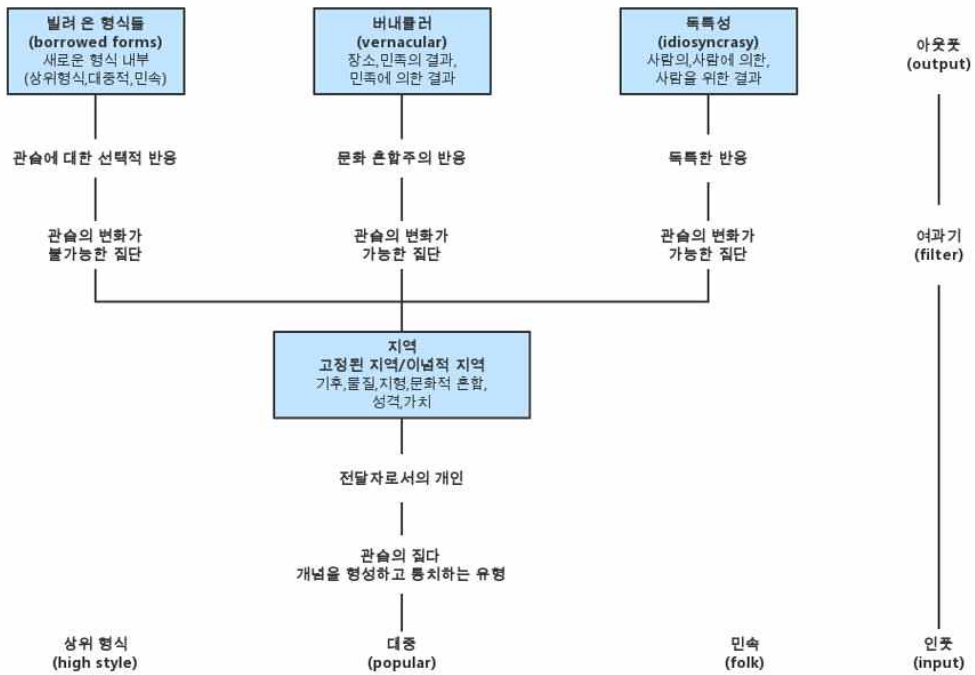 빌려 온 형식들
(borrowed forms)
새로운 형식 내부
(상위형식,대중적,민속)
버내큘러
(vernacular)
장소,민족의 결과,
민족에 의한 결과
독특성
(idiosyncrasy)
사람의,사람에 의한,
사람을 위한 결과
아웃풋
(output)
관습에 대한 선택적 반응
문화 혼합주의 반응
독특한 반응
관습의 변화가
불가능한 집단
관습의 변화가
가능한 집단
관습의 변화가
가능한 집단
여과기
(filter)
지역
고정된 지역/이념적 지역
기후,물질,지형,문화적 혼합,
성격,가치
전달자로서의 개인
관습의 집다
개념을 형성하고 통치하는 유형
상위 형식
(high style)
대중
(popular)
민속
(folk)
인풋
(input)